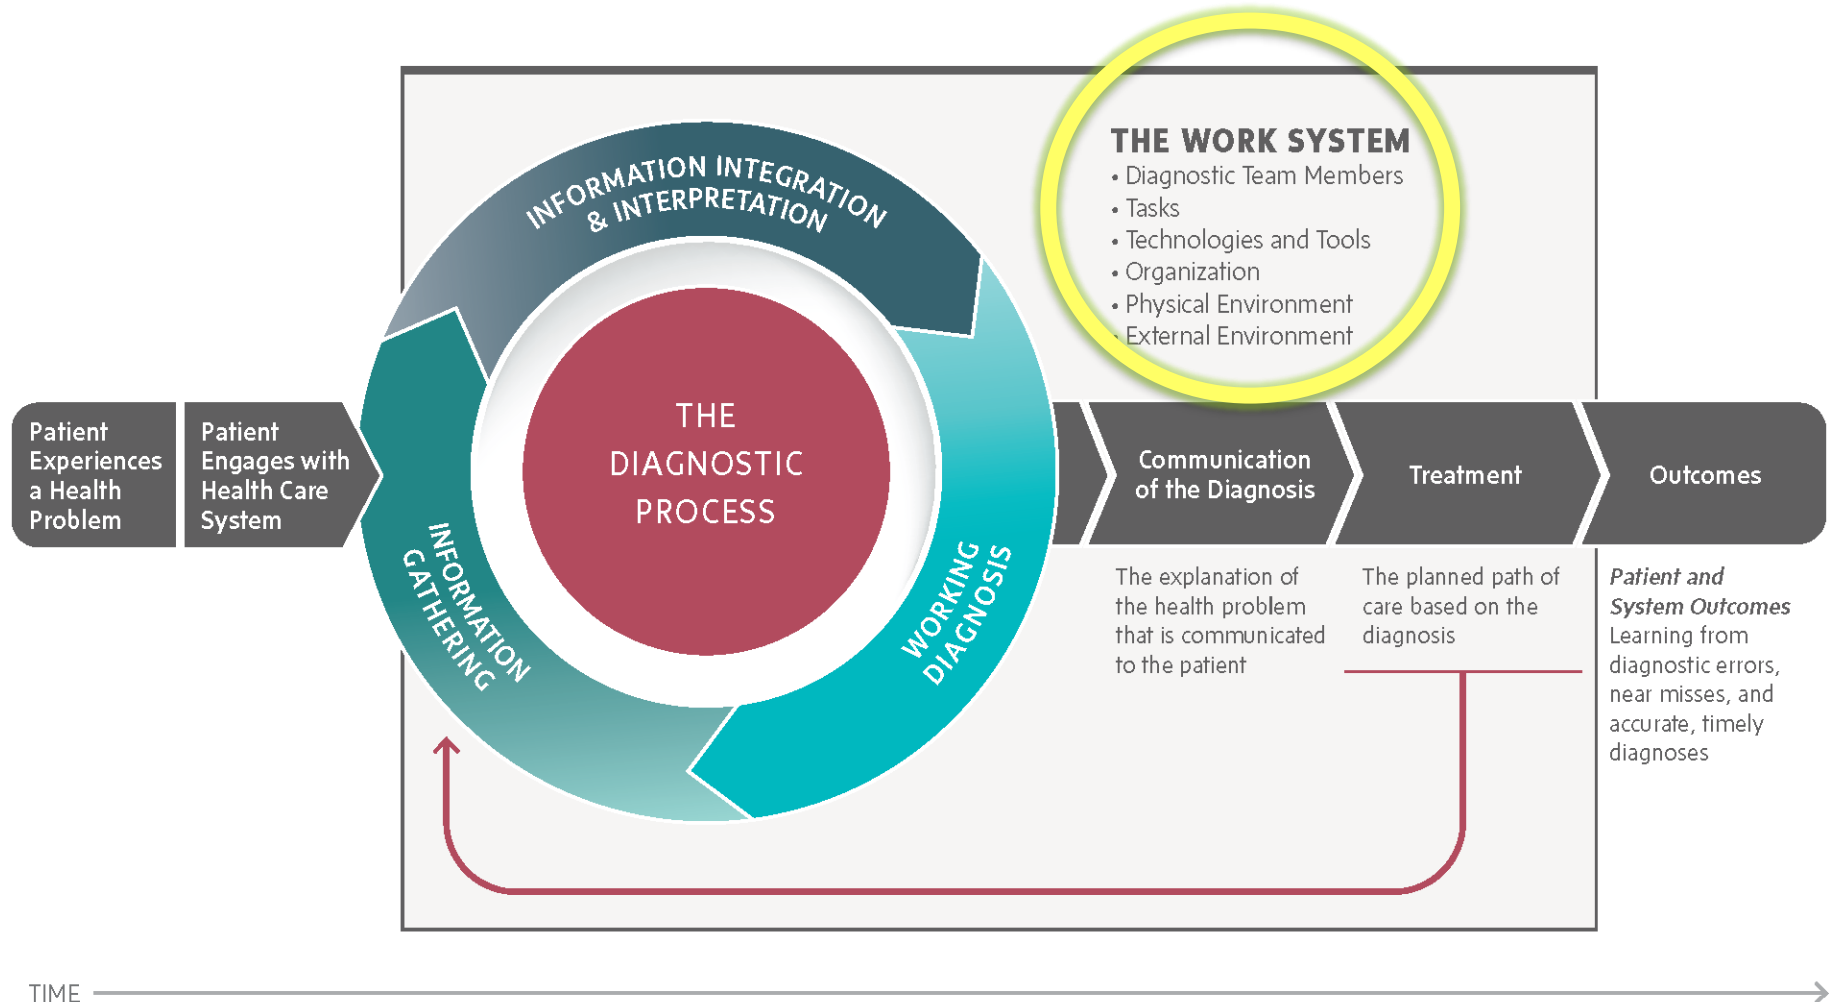 THE WORK SYSTEM
• Diagnostic Team Members
• Tasks
• Technologies and Tools
• Organization
• Physical Environment
• External Environment
INFORMATION INTEGRATION
& INTERPRETATION
THE
DIAGNOSTIC
PROCESS
INFORMATION
GATHERING
WORKING
DIAGNOSIS
Patient
Experiences
a Health
Problem
Patient
Engages with
Health Care
System
Communication
of the Diagnosis
Treatment
Outcomes
The explanation of
the health problem
that is communicated
to the patient
The planned path of
care based on the
diagnosis
Patient and
System Outcomes
Learning from
diagnostic errors,
near misses, and
accurate, timely
diagnoses
TIME